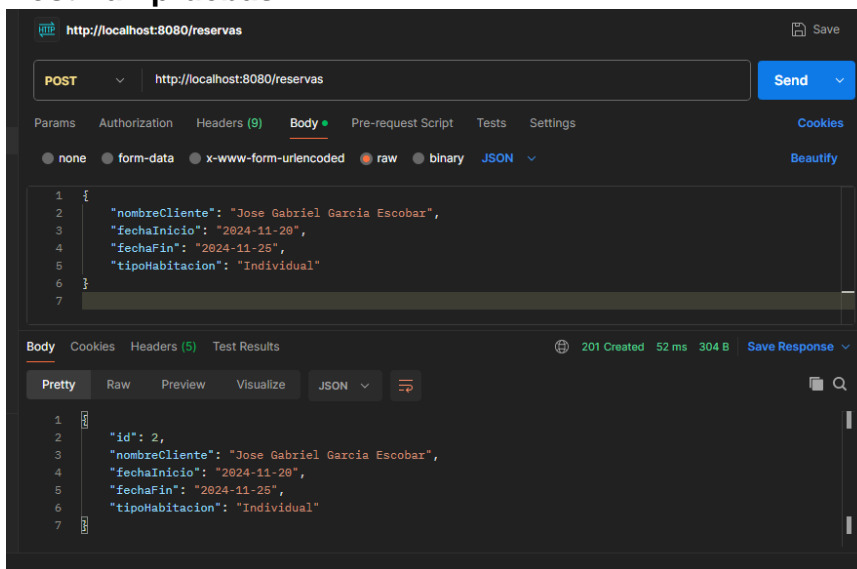 http://localhost:8080/reservas Save
POST http://localhost:8080/reservas Send
Params Authorization Headers (9) Body Pre-request Script Tests Settings Cookies
none form-data x-www-form-urlencoded raw binary JSON Beautify
1 {
2 "nombreCliente": "Jose Gabriel Garcia Escobar",
3 "fechaInicio": "2024-11-20",
4 "fechaFin": "2024-11-25",
5 "tipoHabitacion": "Individual"
6 }
7
Body Cookies Headers (5) Test Results 201 Created 52 ms 304 B Save Response
Pretty Raw Preview Visualize JSON
1 {
2 "id": 2,
3 "nombreCliente": "Jose Gabriel Garcia Escobar",
4 "fechaInicio": "2024-11-20",
5 "fechaFin": "2024-11-25",
6 "tipoHabitacion": "Individual"
7 }